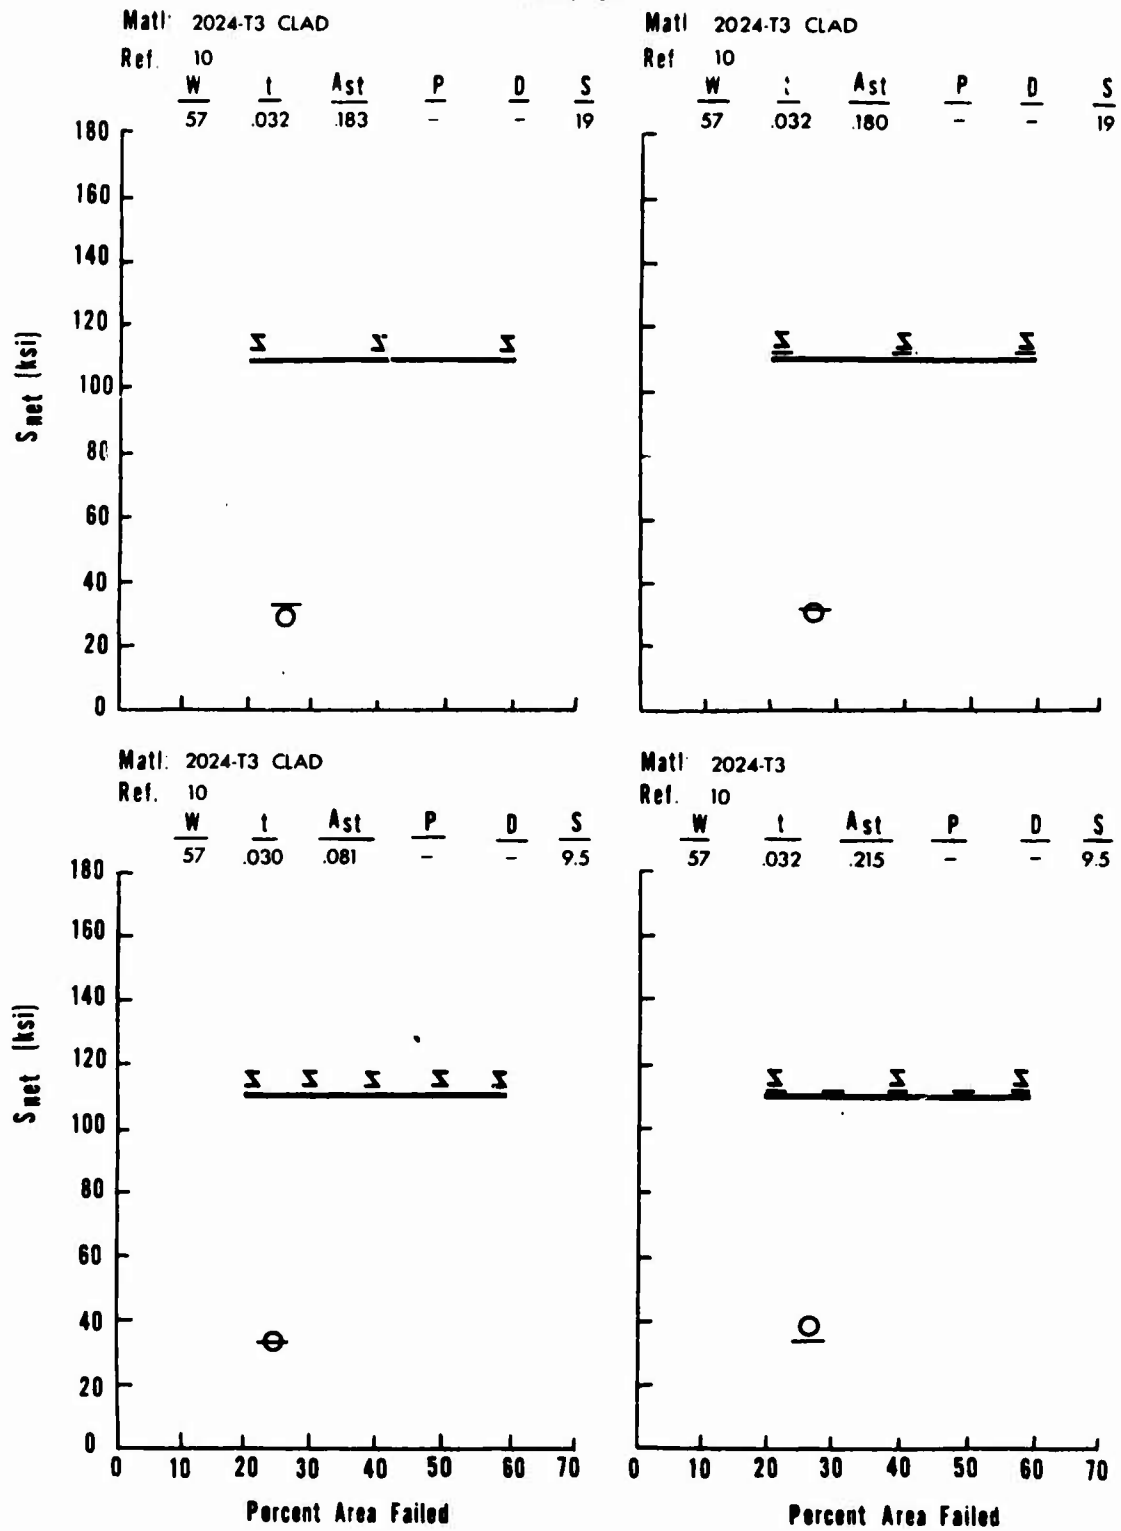 Matl: 2024-T3 CLAD
Ref. 10
W t Ast P D S
57 .032 .183 - - 19
180
160
140
120
100
80
60
40
20
0
Snet (ksi)
Matl 2024-T3 CLAD
Ref 10
W Ast P D S
57 .032 .180 - - 19
Matl: 2024-T3 CLAD
Ref. 10
W t Ast P D S
57 .030 .081 - - 9.5
180
160
140
120
100
80
60
40
20
0
Snet (ksi)
0 10 20 30 40 50 60 70
Percent Area Failed
Matl: 2024-T3
Ref. 10
W t Ast P D S
57 .032 .215 - - 9.5
0 10 20 30 40 50 60 70
Percent Area Failed